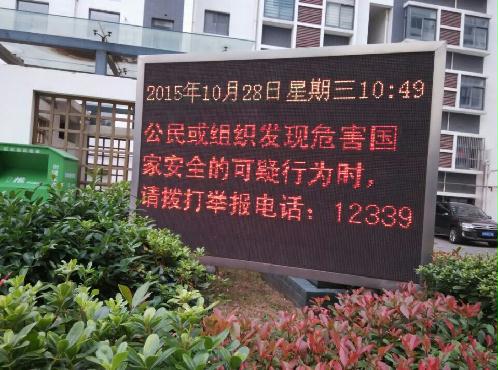 2015年10月28日星期三10:49
公民或组织发现危害国
家安全的可疑行为时，
请拨打举报电话：12339